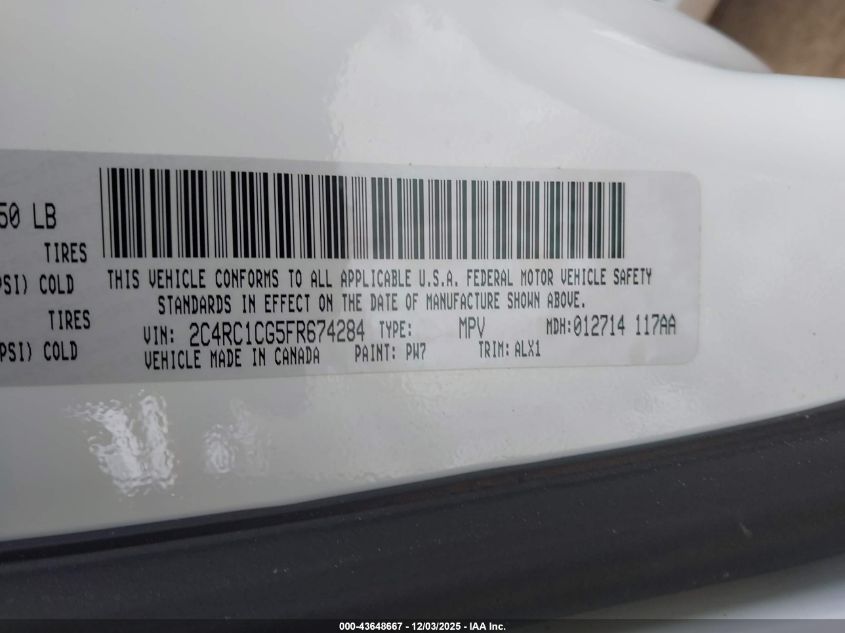 50 LB
TIRES
PSI) COLD
TIRES
PSI) COLD
THIS VEHICLE CONFORMS TO ALL APPLICABLE U.S.A. FEDERAL MOTOR VEHICLE SAFETY
STANDARDS IN EFFECT ON THE DATE OF MANUFACTURE SHOWN ABOVE.
VIN: 2C4RC1CG5FR674284 TYPE: MPV MDH: 012714 117AA
VEHICLE MADE IN CANADA PAINT: PW7 TRIM: ALX1
000-43648667 - 12/03/2025 - IAA Inc.